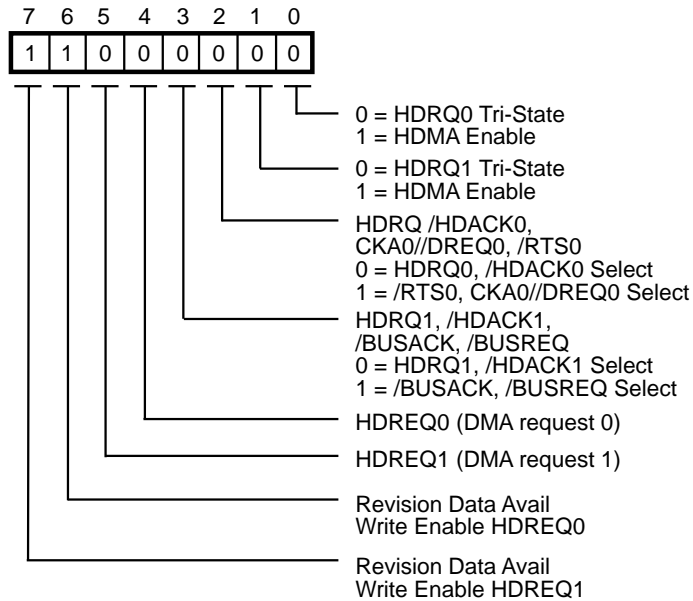 7 6 5 4 3 2 1 0
1 1 0 0 0 0 0 0
0 = HDRQ0 Tri-State
1 = HDMA Enable
0 = HDRQ1 Tri-State
1 = HDMA Enable
HDRQ /HDACK0,
CKA0//DREQ0, /RTS0
0 = HDRQ0, /HDACK0 Select
1 = /RTS0, CKA0//DREQ0 Select
HDRQ1, /HDACK1,
/BUSACK, /BUSREQ
0 = HDRQ1, /HDACK1 Select
1 = /BUSACK, /BUSREQ Select
HDREQ0 (DMA request 0)
HDREQ1 (DMA request 1)
Revision Data Avail
Write Enable HDREQ0
Revision Data Avail
Write Enable HDREQ1